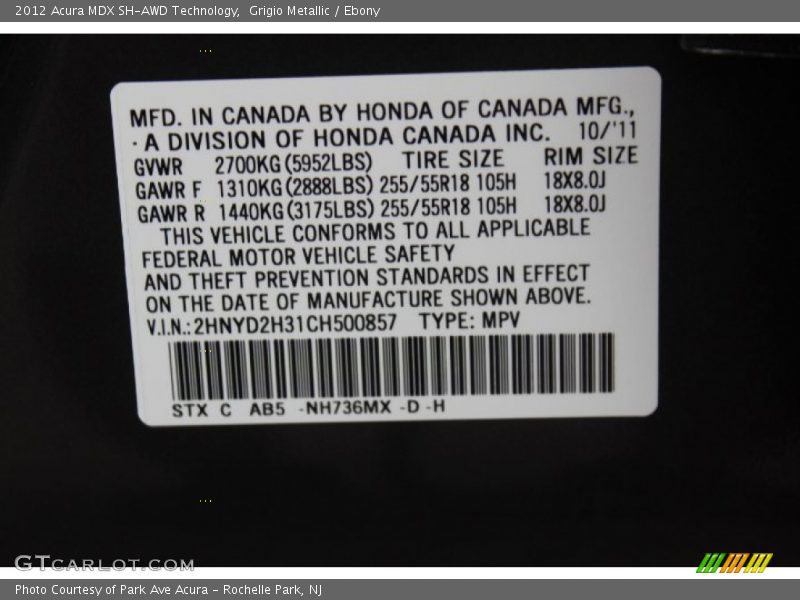 2012 Acura MDX SH-AWD Technology,  Grigio Metallic / Ebony
MFD. IN CANADA BY HONDA OF CANADA MFG.,
· A DIVISION OF HONDA CANADA INC. 10/'11
GVWR 2700KG(5952LBS) TIRE SIZE RIM SIZE
GAWR F 1310KG(2888LBS) 255/55R18 105H 18X8.0J
GAWR R 1440KG(3175LBS) 255/55R18 105H 18X8.0J
THIS VEHICLE CONFORMS TO ALL APPLICABLE
FEDERAL MOTOR VEHICLE SAFETY
AND THEFT PREVENTION STANDARDS IN EFFECT
ON THE DATE OF MANUFACTURE SHOWN ABOVE.
V.I.N.:2HNYD2H31CH500857 TYPE: MPV
STX C AB5 -NH736MX -D -H
GTCARLOT.COM
Photo Courtesy of Park Ave Acura - Rochelle Park, NJ